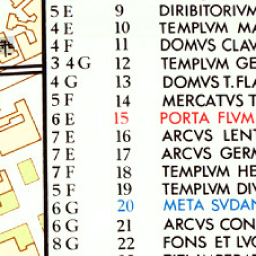 5 E 9 DIRIBITORIVM
4 E 10 TEMPLVM MA
4 F 11 DOMVS CLAV
3 4 G 12 TEMPLVM GE
4 G 13 DOMVS T.FLA
5 F 14 MERCATVS T
6 E 15 PORTA FLVM
7 E 16 ARCVS LENT
7 E 17 ARCVS GERM
7 F 18 TEMPLVM HE
5 F 19 TEMPLVM DIV
6 G 20 META SVDAN
6 G 21 ARCVS CON
8 G 22 FONS ET LVC